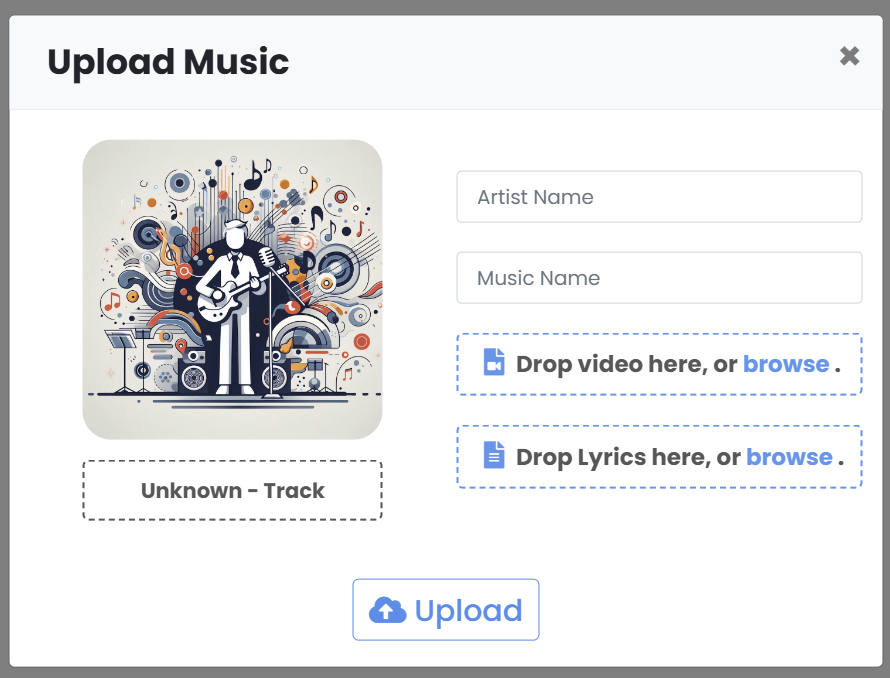 Upload Music
Artist Name
Music Name
Drop video here, or browse .
Drop Lyrics here, or browse .
Unknown - Track
Upload